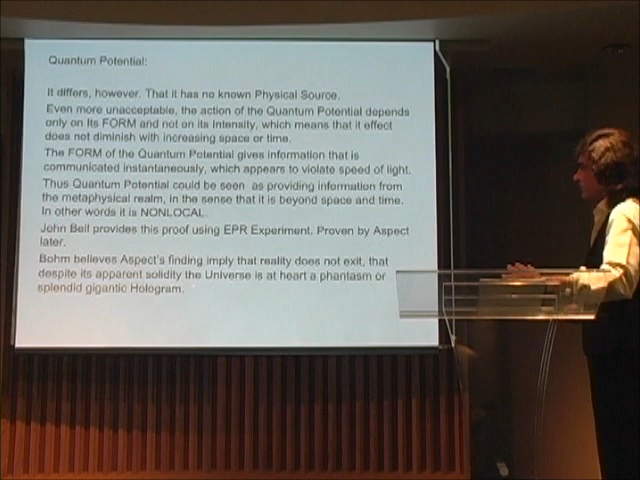 Quantum Potential:
It differs, however. That it has no known Physical Source.
Even more unacceptable, the action of the Quantum Potential depends
only on Its FORM and not on its Intensity, which means that it effect
does not diminish with increasing space or time.
The FORM of the Quantum Potential gives information that is
communicated instantaneously, which appears to violate speed of light.
Thus Quantum Potential could be seen as providing information from
the metaphysical realm, in the sense that it is beyond space and time.
In other words it is NONLOCAL.
John Bell provides this proof using EPR Experiment. Proven by Aspect
later.
Bohm believes Aspect's finding imply that reality does not exit, that
despite its apparent solidity the Universe is at heart a phantasm or
splendid gigantic Hologram.